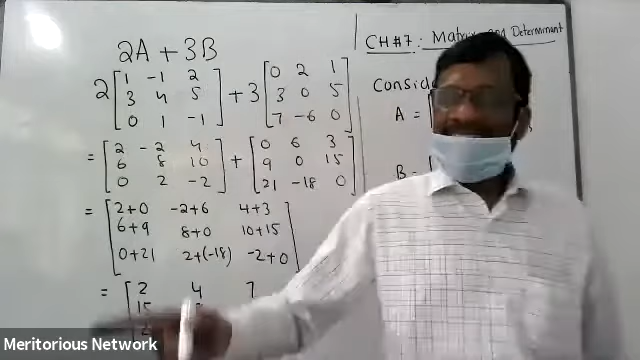 CH#7: Matrix and Determinant
2A + 3B
2 [1 -1 2
3 4 5
0 1 -1] + 3 [0 2 1
3 0 5
7 -6 0]
= [2 -2 4
6 8 10
0 2 -2] + [0 6 3
9 0 15
21 -18 0]
= [2+0 -2+6 4+3
6+9 8+0 10+15
0+21 2+(-18) -2+0]
= [2 4 7
15
A = [
B = [
Meritorious Network